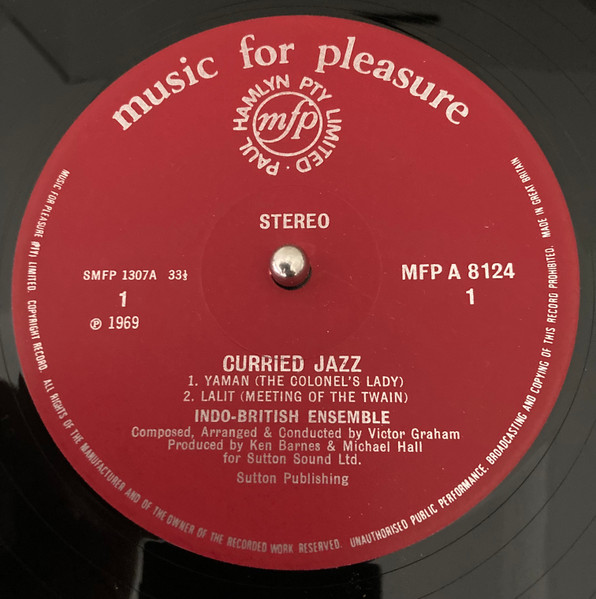 music for pleasure
PAUL HAMLYN PTY LIMITED ·
mfp
STEREO
SMFP 1307A 33⅓
1
℗ 1969
MFP A 8124
1
CURRIED JAZZ
1. YAMAN (THE COLONEL'S LADY)
2. LALIT (MEETING OF THE TWAIN)
INDO-BRITISH ENSEMBLE
Composed, Arranged & Conducted by Victor Graham
Produced by Ken Barnes & Michael Hall
for Sutton Sound Ltd.
Sutton Publishing
MUSIC FOR PLEASURE PTY LIMITED. COPYRIGHT RECORD. ALL RIGHTS OF THE MANUFACTURER AND OF THE OWNER OF THE RECORDED WORK RESERVED. UNAUTHORISED PUBLIC PERFORMANCE, BROADCASTING AND COPYING OF THIS RECORD PROHIBITED. MADE IN GREAT BRITAIN